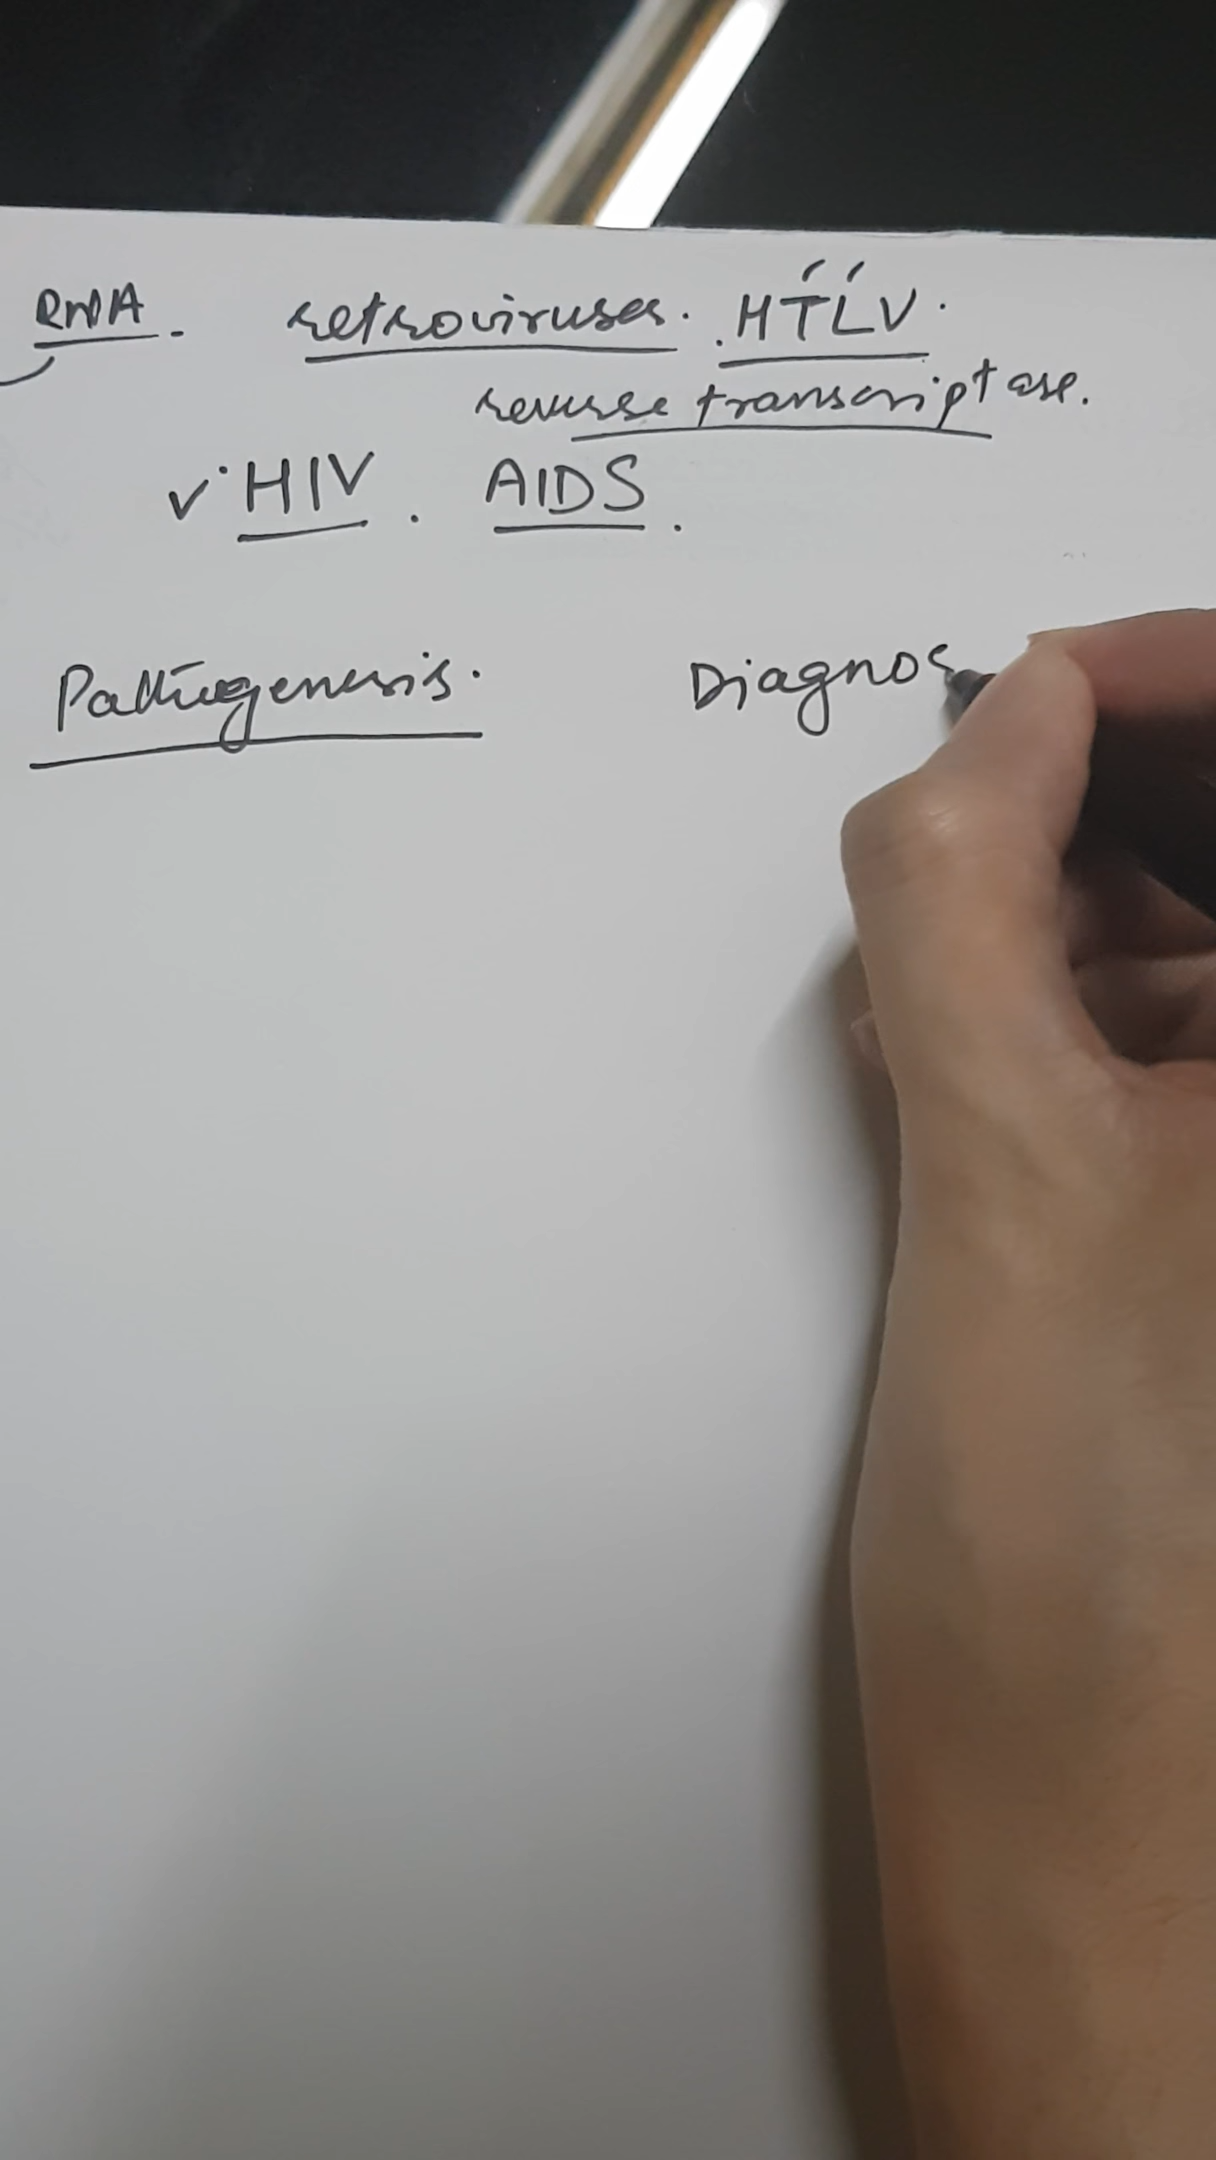 RNA. retroviruses. HTLV.
reverse transcriptase.
✓ HIV. AIDS.
Pathogenesis. Diagnos